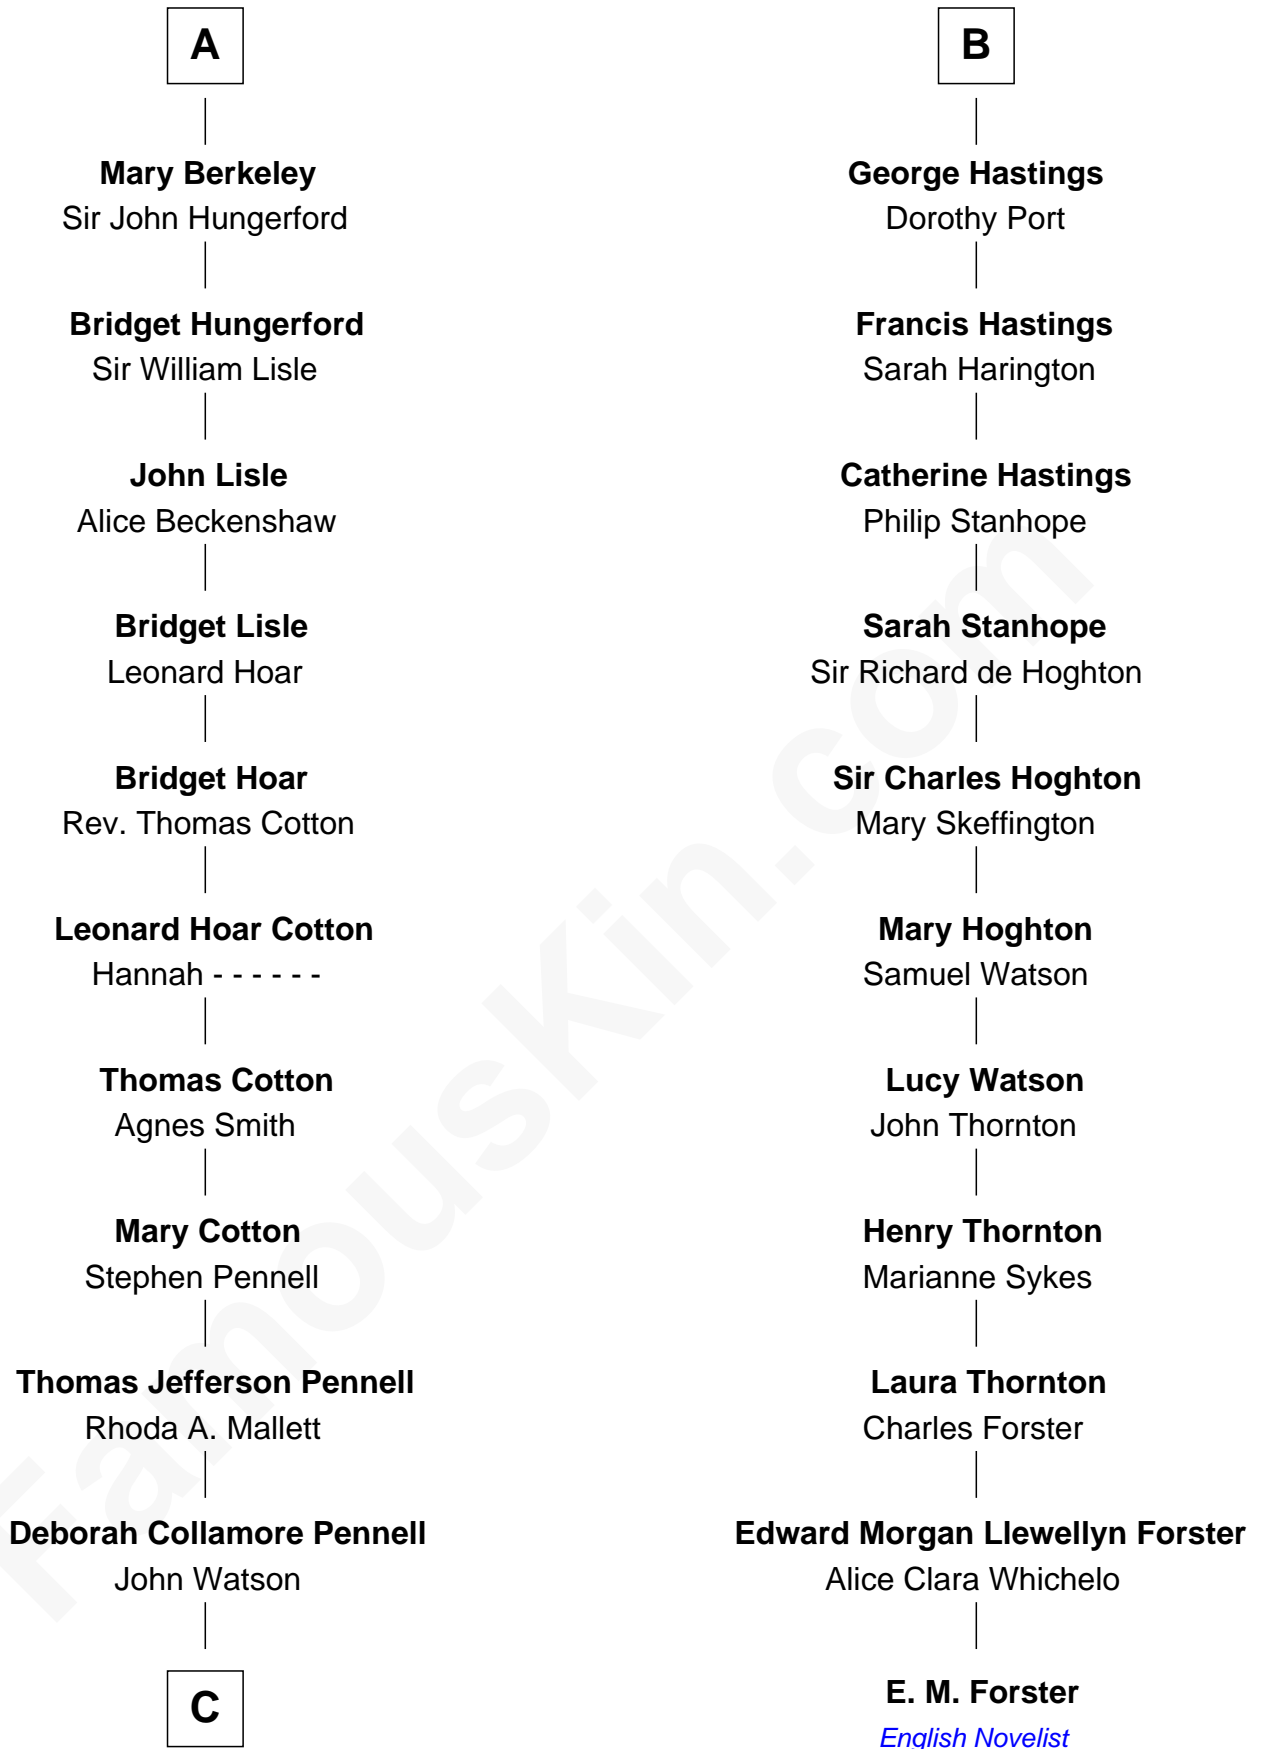 A
Mary Berkeley
Sir John Hungerford
Bridget Hungerford
Sir William Lisle
John Lisle
Alice Beckenshaw
Bridget Lisle
Leonard Hoar
Bridget Hoar
Rev. Thomas Cotton
Leonard Hoar Cotton
Hannah - - - - - -
Thomas Cotton
Agnes Smith
Mary Cotton
Stephen Pennell
Thomas Jefferson Pennell
Rhoda A. Mallett
Deborah Collamore Pennell
John Watson
C
B
George Hastings
Dorothy Port
Francis Hastings
Sarah Harington
Catherine Hastings
Philip Stanhope
Sarah Stanhope
Sir Richard de Hoghton
Sir Charles Hoghton
Mary Skeffington
Mary Hoghton
Samuel Watson
Lucy Watson
John Thornton
Henry Thornton
Marianne Sykes
Laura Thornton
Charles Forster
Edward Morgan Llewellyn Forster
Alice Clara Whichelo
E. M. Forster
English Novelist
FamousKin.com